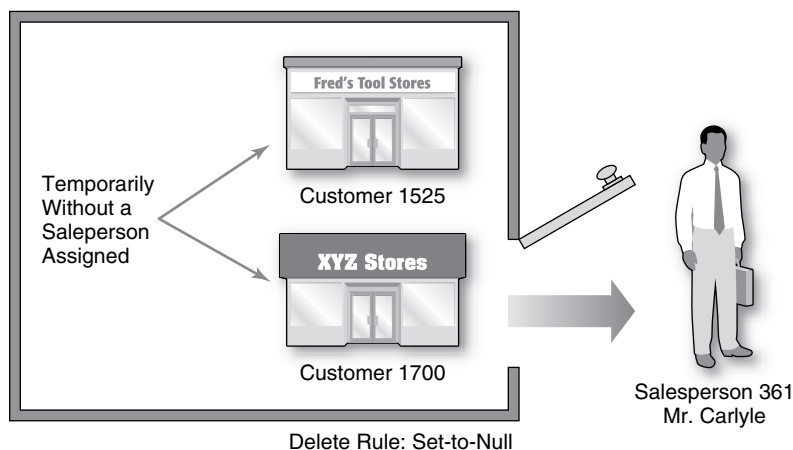 Fred's Tool Stores
Customer 1525
Temporarily
Without a
Saleperson
Assigned
XYZ Stores
Customer 1700
Salesperson 361
Mr. Carlyle
Delete Rule: Set-to-Null